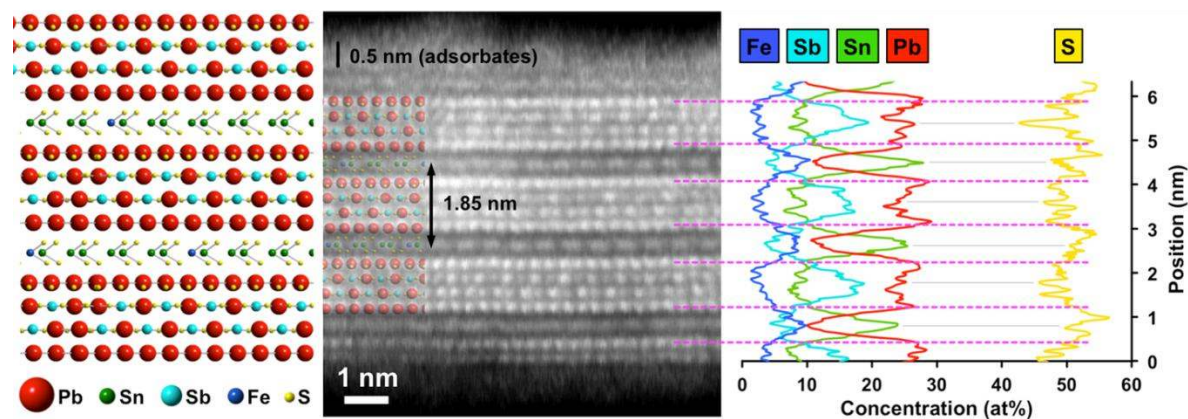 Pb Sn Sb Fe S
0.5 nm (adsorbates)
1.85 nm
1 nm
Fe Sb Sn Pb S
6
5
4
3
2
1
0
Position (nm)
0 10 20 30 40 50 60
Concentration (at%)